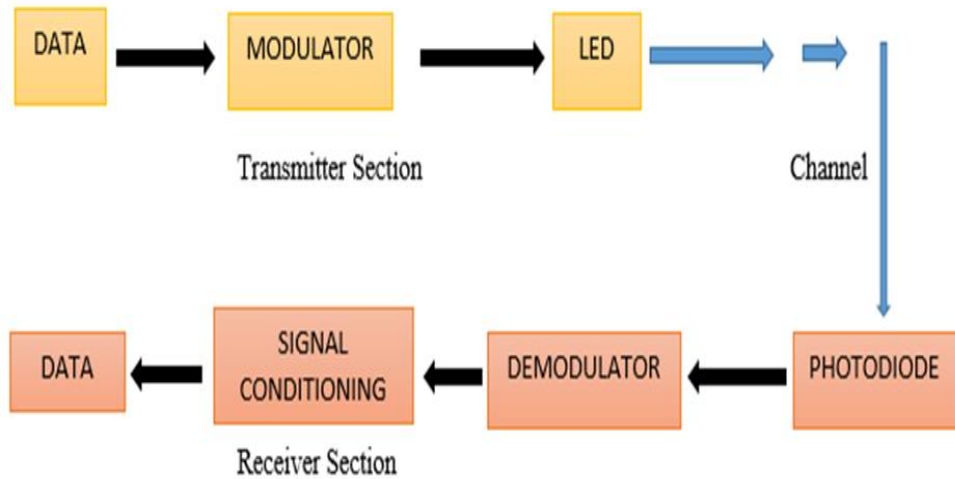 DATA
MODULATOR
LED
Transmitter Section
Channel
DATA
SIGNAL
CONDITIONING
DEMODULATOR
PHOTODIODE
Receiver Section